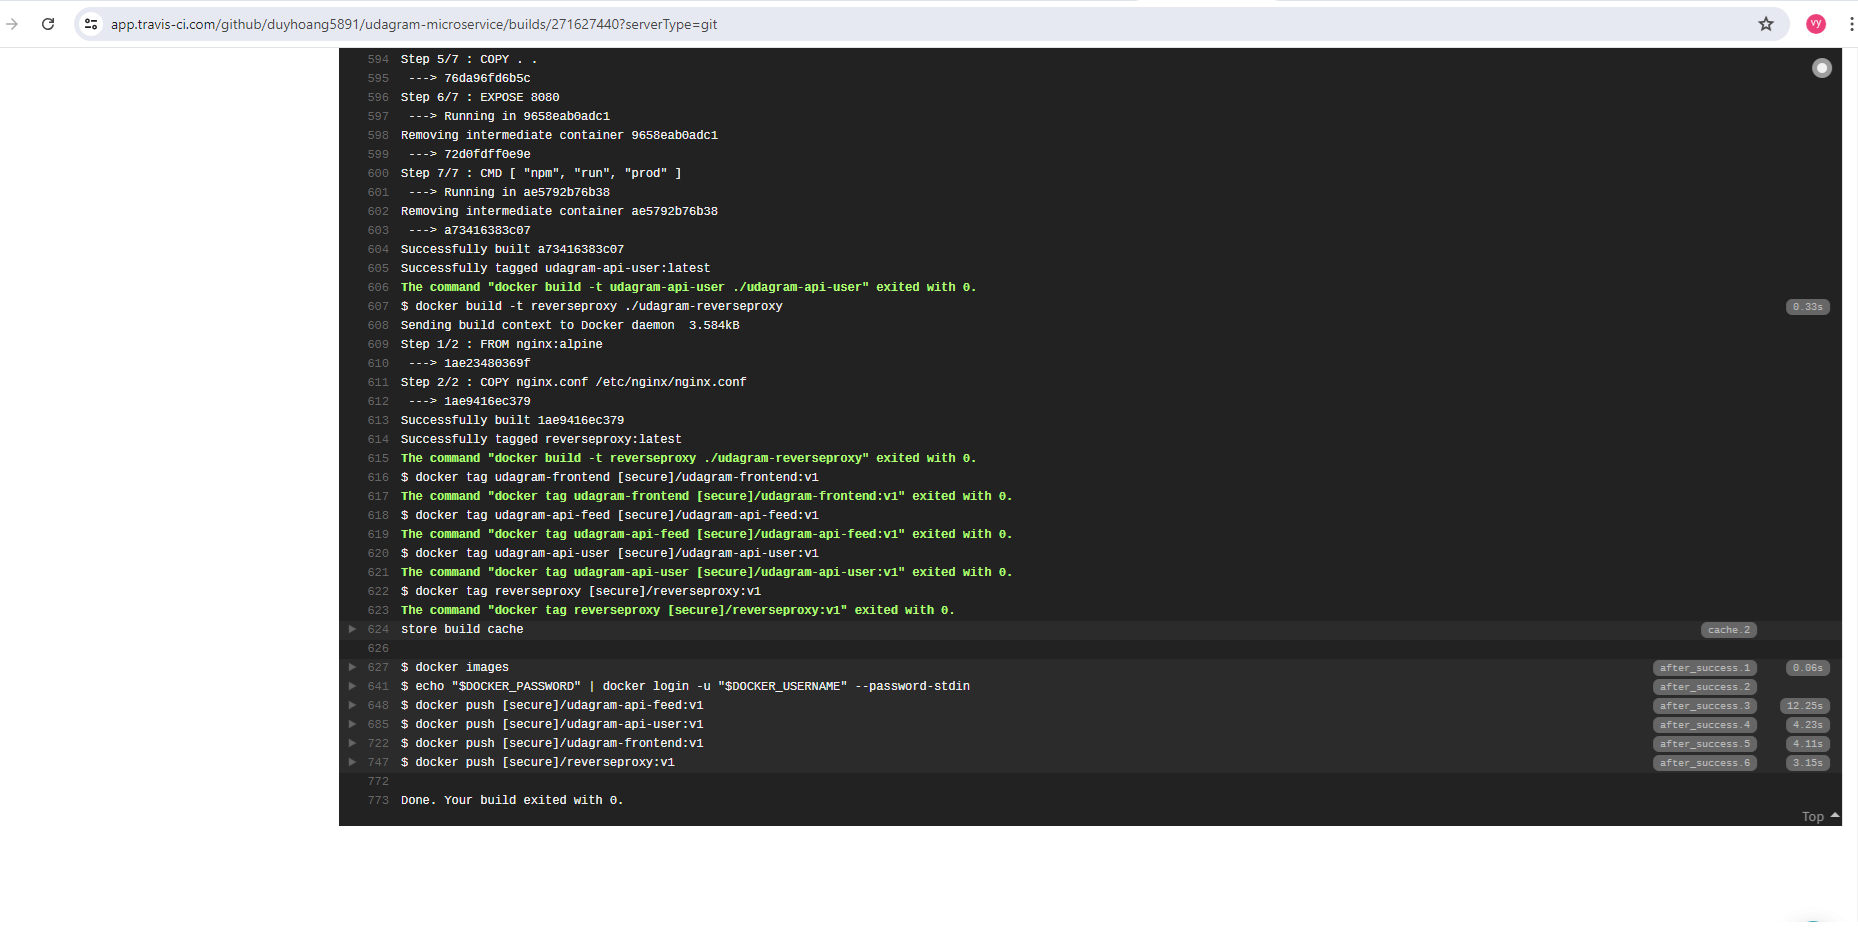 app.travis-ci.com/github/duyhoang5891/udagram-microservice/builds/271627440?serverType=git
vy
594 Step 5/7 : COPY . .
595  ---> 76da96fd6b5c
596 Step 6/7 : EXPOSE 8080
597  ---> Running in 9658eab0adc1
598 Removing intermediate container 9658eab0adc1
599  ---> 72d0fdff0e9e
600 Step 7/7 : CMD [ "npm", "run", "prod" ]
601  ---> Running in ae5792b76b38
602 Removing intermediate container ae5792b76b38
603  ---> a73416383c07
604 Successfully built a73416383c07
605 Successfully tagged udagram-api-user:latest
606 The command "docker build -t udagram-api-user ./udagram-api-user" exited with 0.
607 $ docker build -t reverseproxy ./udagram-reverseproxy 0.33s
608 Sending build context to Docker daemon  3.584kB
609 Step 1/2 : FROM nginx:alpine
610  ---> 1ae23480369f
611 Step 2/2 : COPY nginx.conf /etc/nginx/nginx.conf
612  ---> 1ae9416ec379
613 Successfully built 1ae9416ec379
614 Successfully tagged reverseproxy:latest
615 The command "docker build -t reverseproxy ./udagram-reverseproxy" exited with 0.
616 $ docker tag udagram-frontend [secure]/udagram-frontend:v1
617 The command "docker tag udagram-frontend [secure]/udagram-frontend:v1" exited with 0.
618 $ docker tag udagram-api-feed [secure]/udagram-api-feed:v1
619 The command "docker tag udagram-api-feed [secure]/udagram-api-feed:v1" exited with 0.
620 $ docker tag udagram-api-user [secure]/udagram-api-user:v1
621 The command "docker tag udagram-api-user [secure]/udagram-api-user:v1" exited with 0.
622 $ docker tag reverseproxy [secure]/reverseproxy:v1
623 The command "docker tag reverseproxy [secure]/reverseproxy:v1" exited with 0.
624 store build cache cache.2
626
627 $ docker images after_success.1 0.06s
641 $ echo "$DOCKER_PASSWORD" | docker login -u "$DOCKER_USERNAME" --password-stdin after_success.2
648 $ docker push [secure]/udagram-api-feed:v1 after_success.3 12.25s
685 $ docker push [secure]/udagram-api-user:v1 after_success.4 4.23s
722 $ docker push [secure]/udagram-frontend:v1 after_success.5 4.11s
747 $ docker push [secure]/reverseproxy:v1 after_success.6 3.15s
772
773 Done. Your build exited with 0.
Top